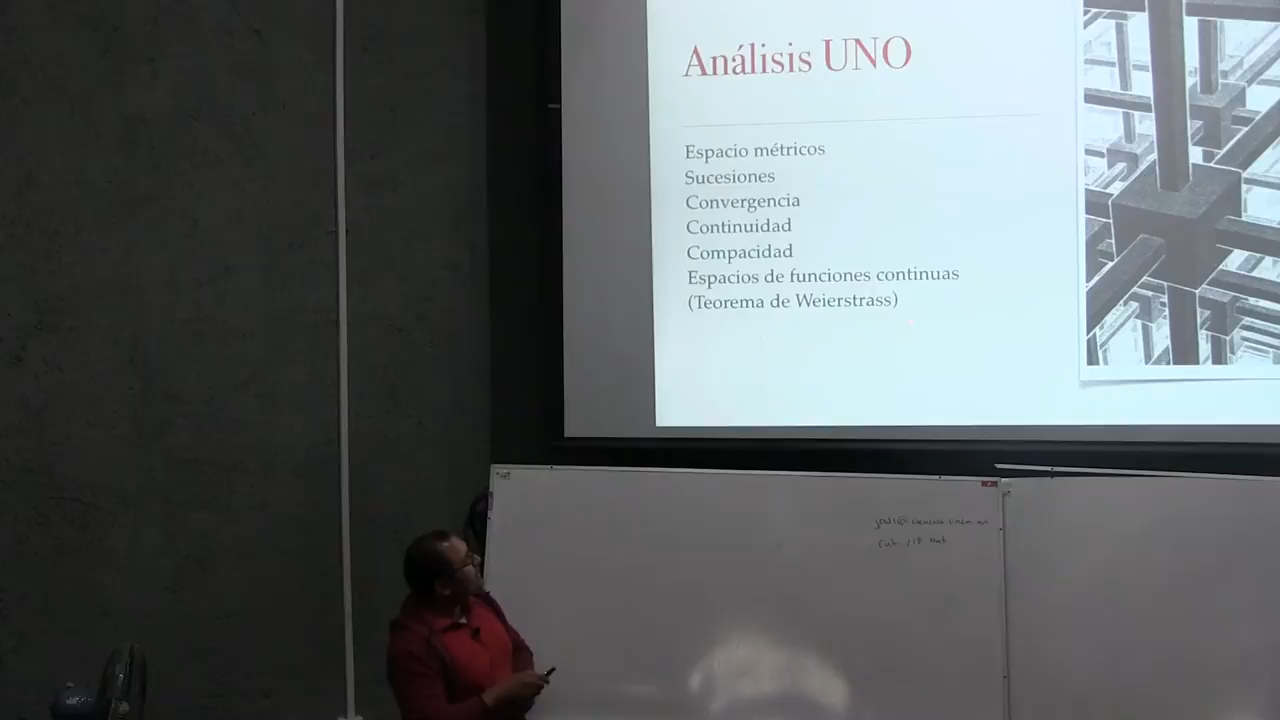 Análisis UNO
Espacio métricos
Sucesiones
Convergencia
Continuidad
Compacidad
Espacios de funciones continuas
(Teorema de Weierstrass)